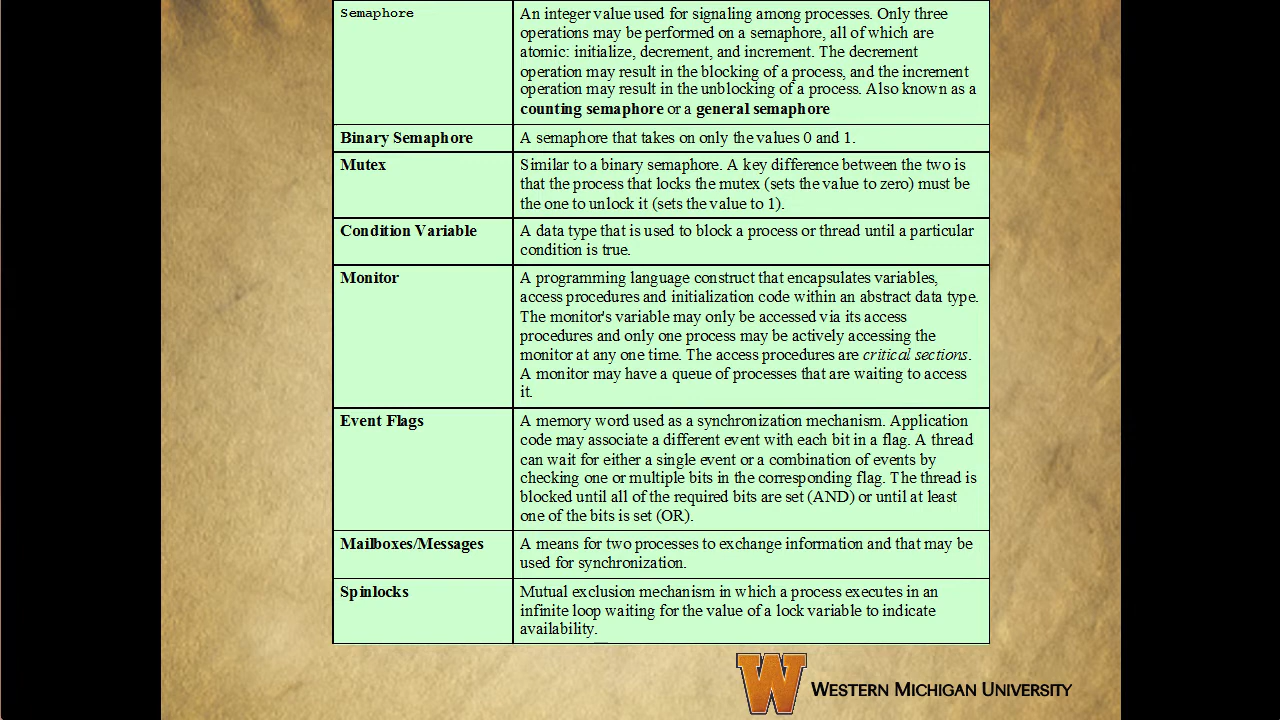 Semaphore
An integer value used for signaling among processes. Only three
operations may be performed on a semaphore, all of which are
atomic: initialize, decrement, and increment. The decrement
operation may result in the blocking of a process, and the increment
operation may result in the unblocking of a process. Also known as a
counting semaphore or a general semaphore
Binary Semaphore
A semaphore that takes on only the values 0 and 1.
Mutex
Similar to a binary semaphore. A key difference between the two is
that the process that locks the mutex (sets the value to zero) must be
the one to unlock it (sets the value to 1).
Condition Variable
A data type that is used to block a process or thread until a particular
condition is true.
Monitor
A programming language construct that encapsulates variables,
access procedures and initialization code within an abstract data type.
The monitor's variable may only be accessed via its access
procedures and only one process may be actively accessing the
monitor at any one time. The access procedures are critical sections.
A monitor may have a queue of processes that are waiting to access
it.
Event Flags
A memory word used as a synchronization mechanism. Application
code may associate a different event with each bit in a flag. A thread
can wait for either a single event or a combination of events by
checking one or multiple bits in the corresponding flag. The thread is
blocked until all of the required bits are set (AND) or until at least
one of the bits is set (OR).
Mailboxes/Messages
A means for two processes to exchange information and that may be
used for synchronization.
Spinlocks
Mutual exclusion mechanism in which a process executes in an
infinite loop waiting for the value of a lock variable to indicate
availability.
W WESTERN MICHIGAN UNIVERSITY